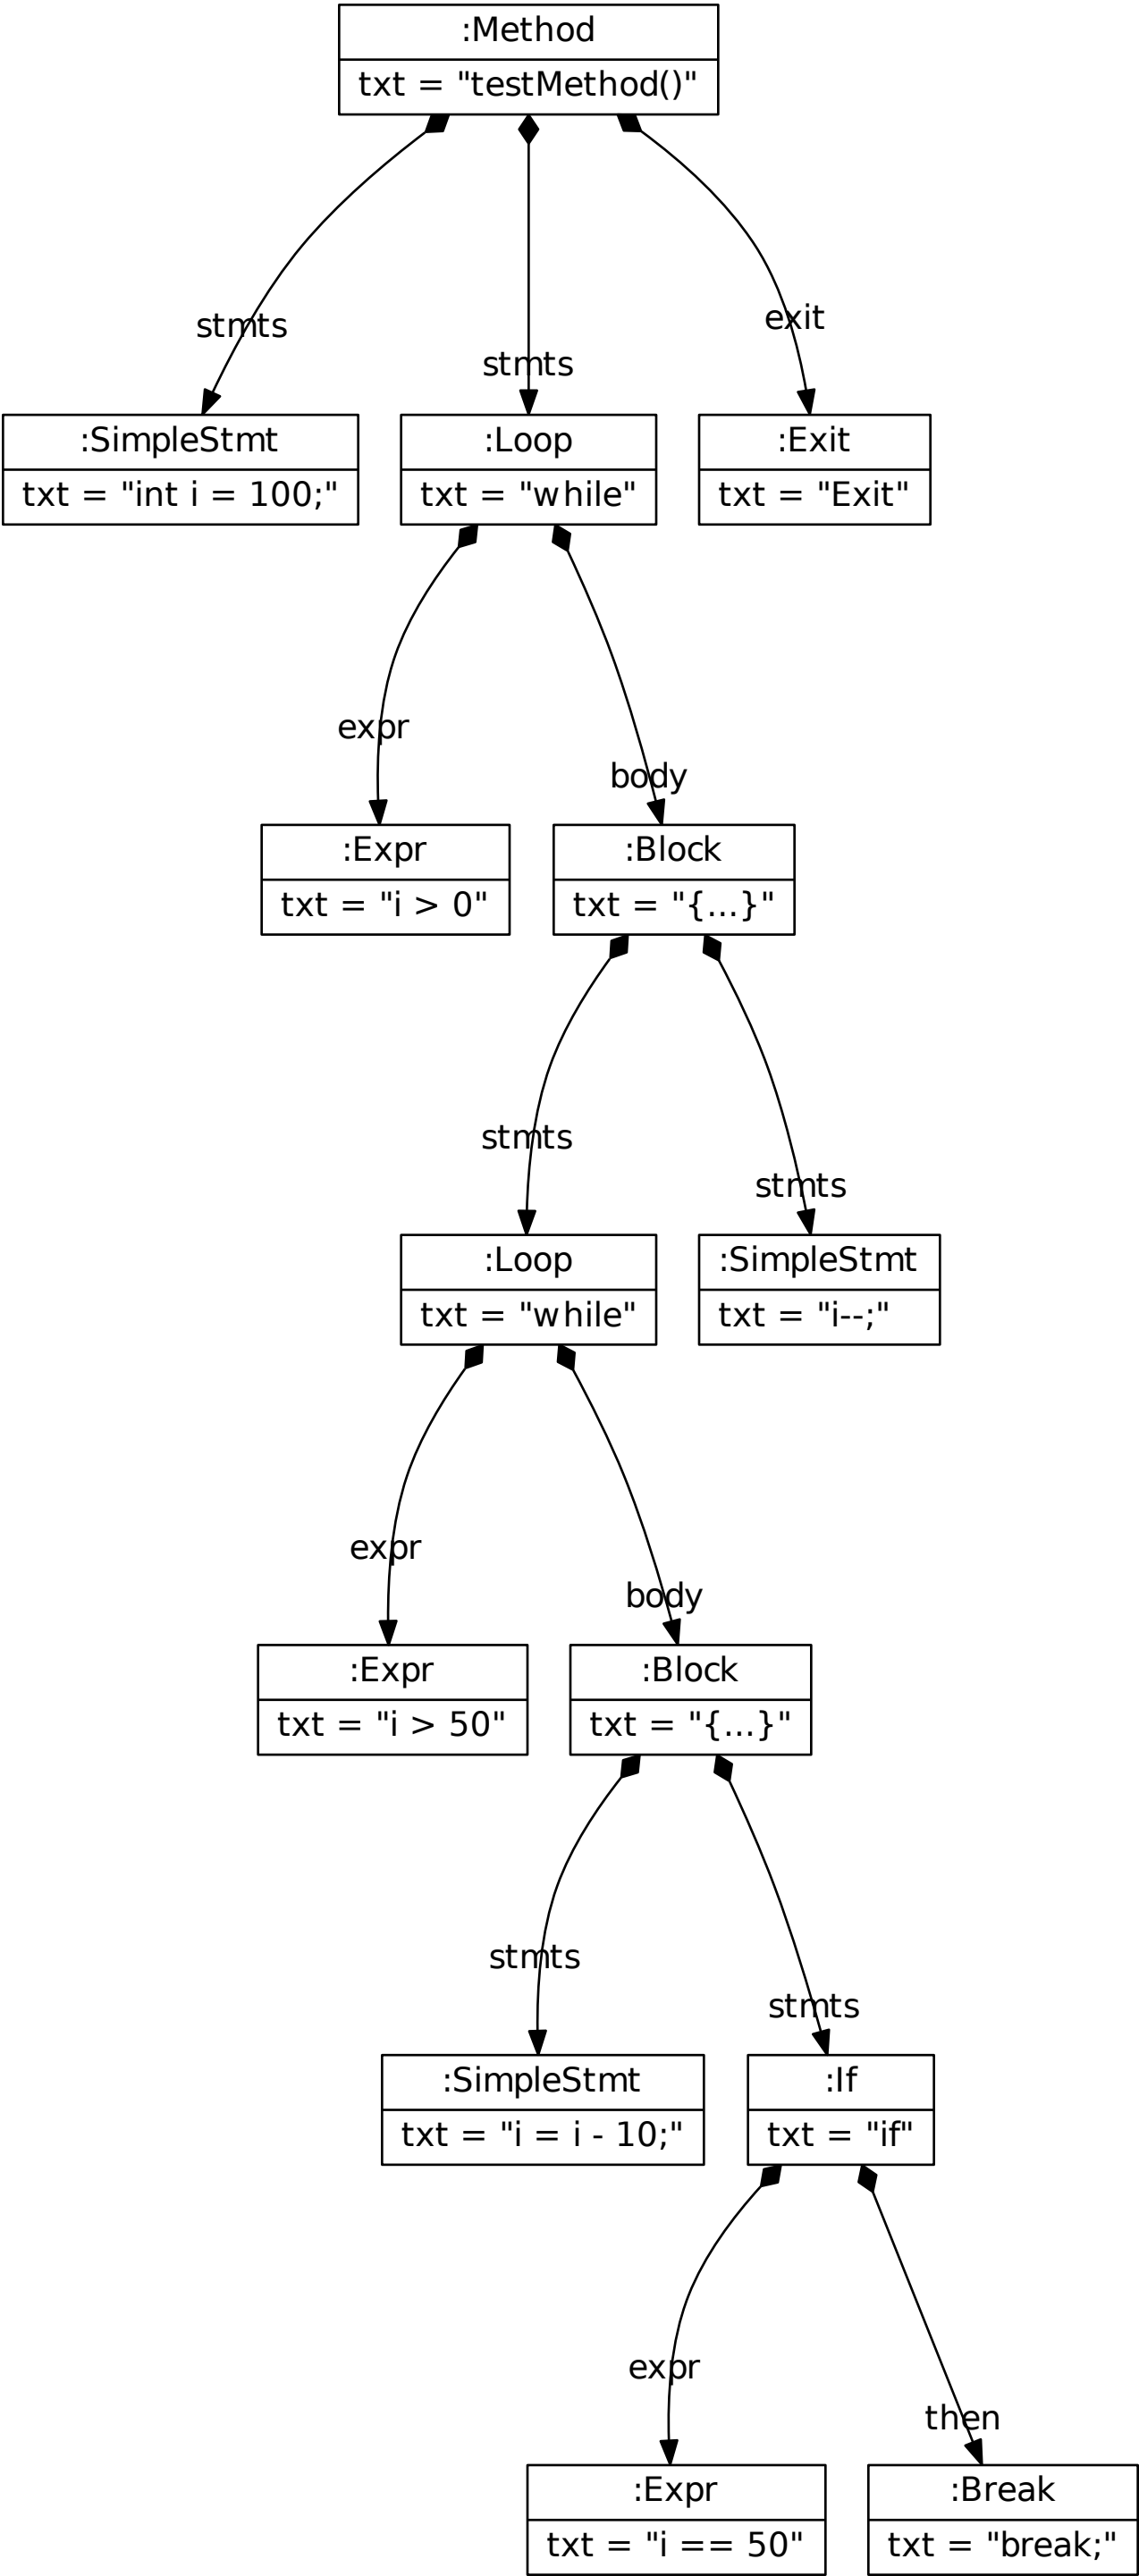 :Method
txt = "testMethod()"
stmts
stmts
exit
:SimpleStmt
txt = "int i = 100;"
:Loop
txt = "while"
:Exit
txt = "Exit"
expr
body
:Expr
txt = "i > 0"
:Block
txt = "{...}"
stmts
stmts
:Loop
txt = "while"
:SimpleStmt
txt = "i--;"
expr
body
:Expr
txt = "i > 50"
:Block
txt = "{...}"
stmts
stmts
:SimpleStmt
txt = "i = i - 10;"
:If
txt = "if"
expr
then
:Expr
txt = "i == 50"
:Break
txt = "break;"